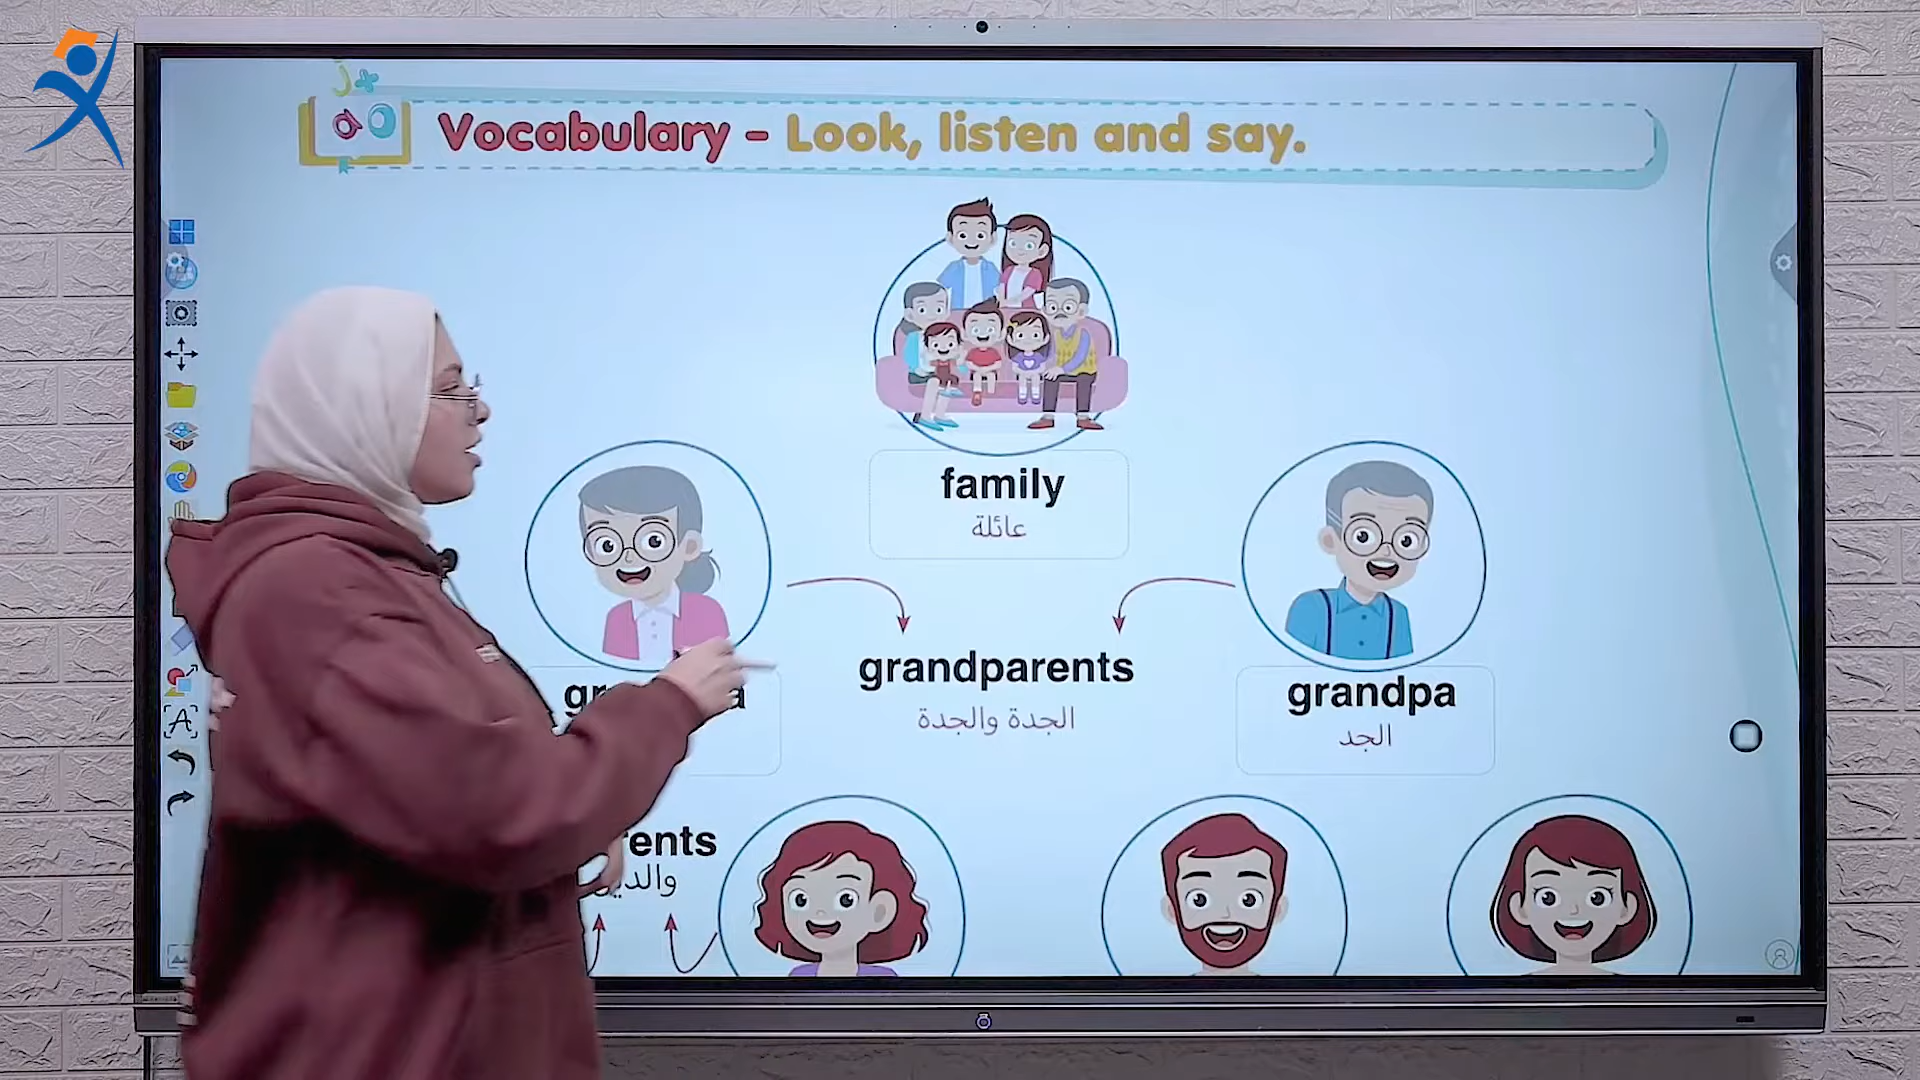 Vocabulary - Look, listen and say.
family
عائلة
grandparents
الجدة والجدة
grandpa
الجد